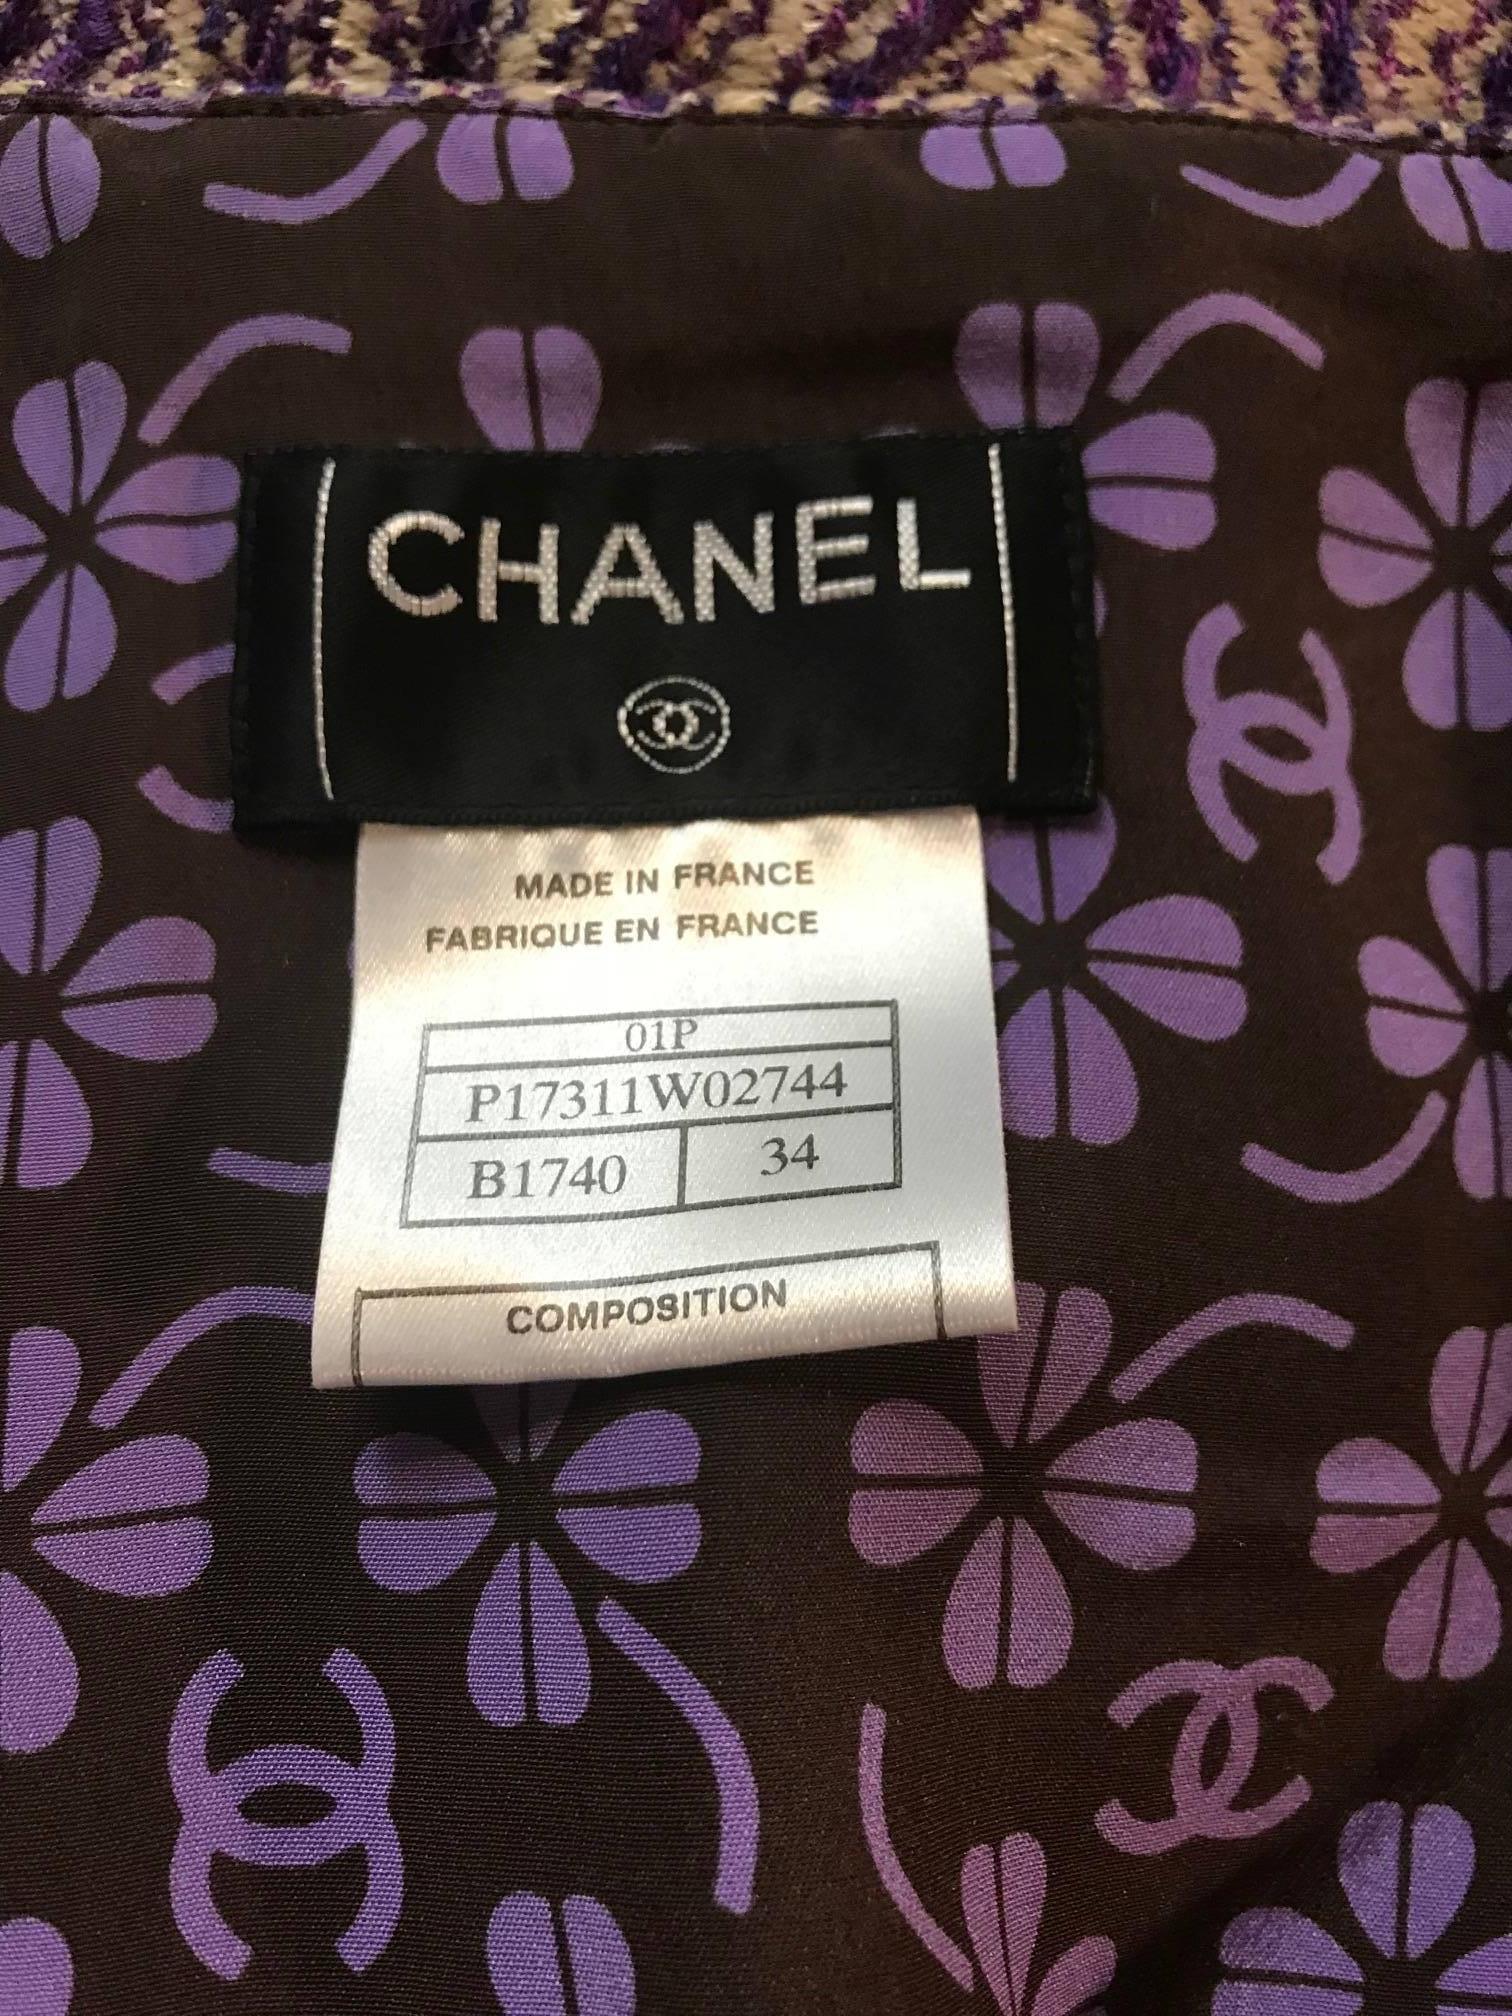 CHANEL
MADE IN FRANCE
FABRIQUE EN FRANCE
01P
P17311W02744
B1740 34
COMPOSITION